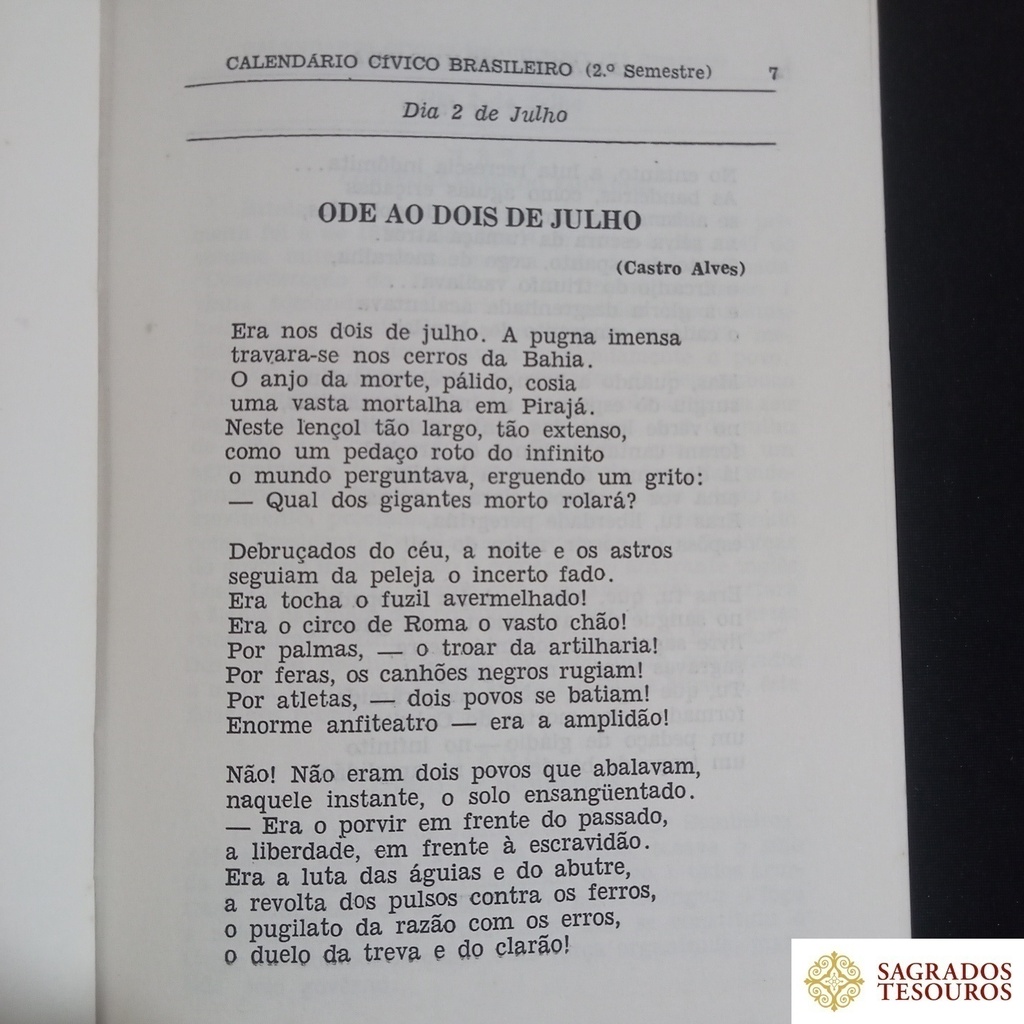 CALENDÁRIO CÍVICO BRASILEIRO (2.º Semestre) 7
Dia 2 de Julho
ODE AO DOIS DE JULHO
(Castro Alves)
Era nos dois de julho. A pugna imensa
travara-se nos cerros da Bahia.
O anjo da morte, pálido, cosia
uma vasta mortalha em Pirajá.
Neste lençol tão largo, tão extenso,
como um pedaço roto do infinito
o mundo perguntava, erguendo um grito:
— Qual dos gigantes morto rolará?
Debruçados do céu, a noite e os astros
seguiam da peleja o incerto fado.
Era tocha o fuzil avermelhado!
Era o circo de Roma o vasto chão!
Por palmas, — o troar da artilharia!
Por feras, os canhões negros rugiam!
Por atletas, — dois povos se batiam!
Enorme anfiteatro — era a amplidão!
Não! Não eram dois povos que abalavam,
naquele instante, o solo ensangüentado.
— Era o porvir em frente do passado,
a liberdade, em frente à escravidão.
Era a luta das águias e do abutre,
a revolta dos pulsos contra os ferros,
o pugilato da razão com os erros,
o duelo da treva e do clarão!
SAGRADOS
TESOUROS